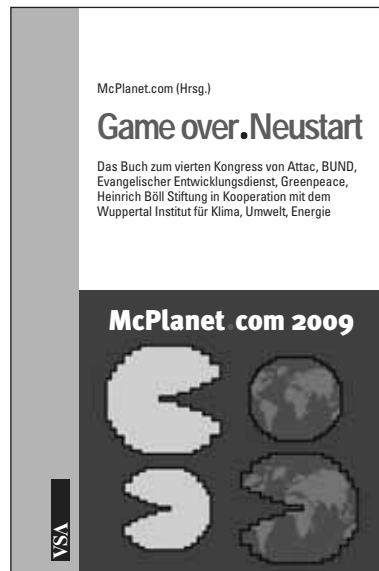 McPlanet.com (Hrsg.)
Game over.Neustart
Das Buch zum vierten Kongress von Attac, BUND,
Evangelischer Entwicklungsdienst, Greenpeace,
Heinrich Böll Stiftung in Kooperation mit dem
Wuppertal Institut für Klima, Umwelt, Energie
McPlanet.com 2009
VSA